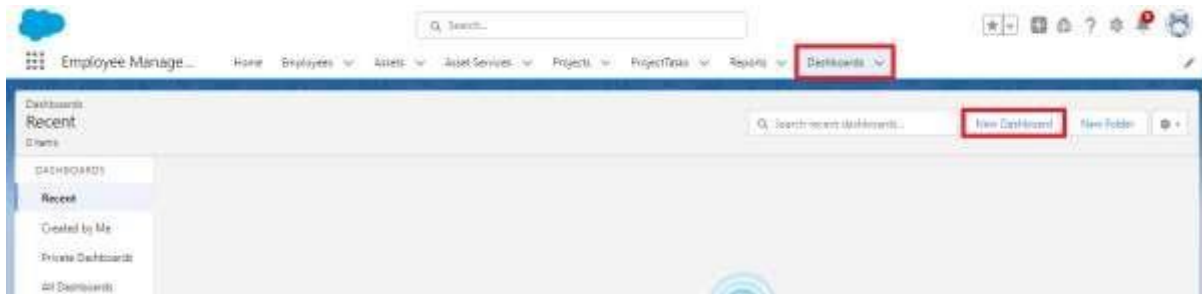 Search...
Employee Manage... Home Employees Assets Asset Services Projects ProjectTasks Reports Dashboards
Dashboards
Recent
0 items
Search recent dashboards...
New Dashboard
New Folder
DASHBOARDS
Recent
Created by Me
Private Dashboards
All Dashboards